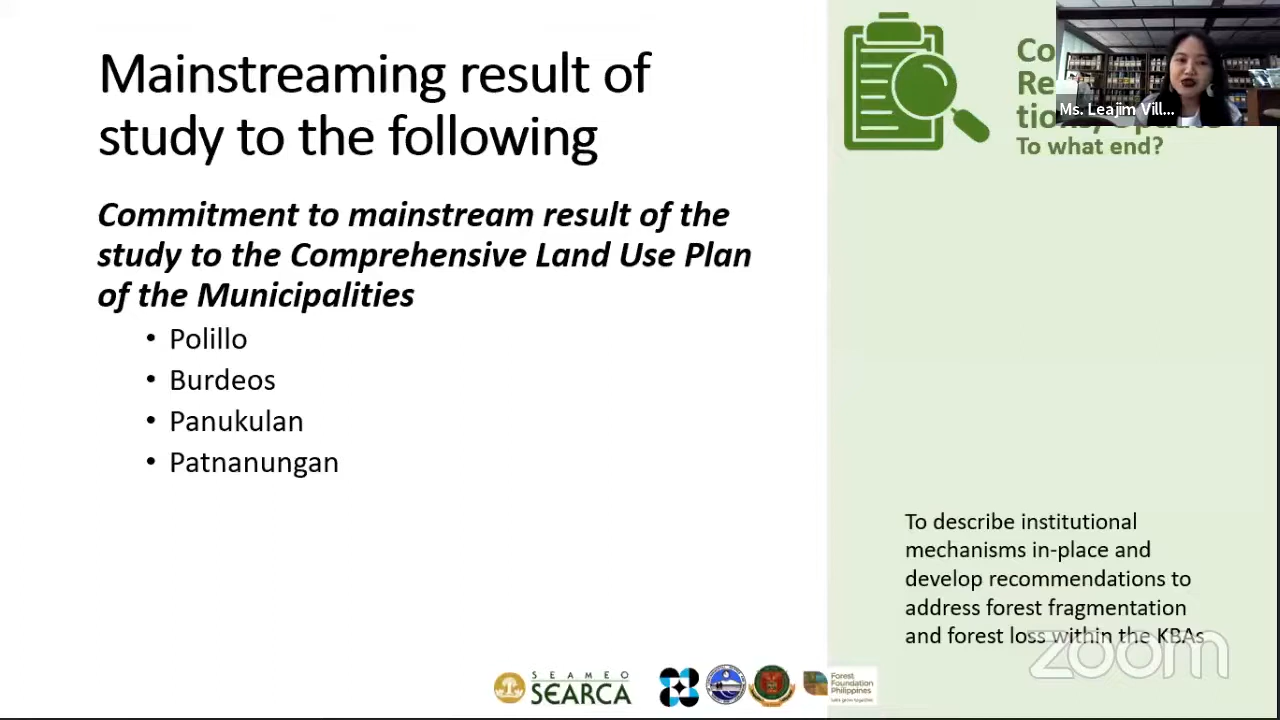 Mainstreaming result of
study to the following
Commitment to mainstream result of the
study to the Comprehensive Land Use Plan
of the Municipalities
• Polillo
• Burdeos
• Panukulan
• Patnanungan
Co
Re
tions/
To what end?
Ms. Leajim Vill...
To describe institutional
mechanisms in-place and
develop recommendations to
address forest fragmentation
and forest loss within the KBAs
zoom
SEAMEO
SEARCA
Forest
Foundation
Philippines